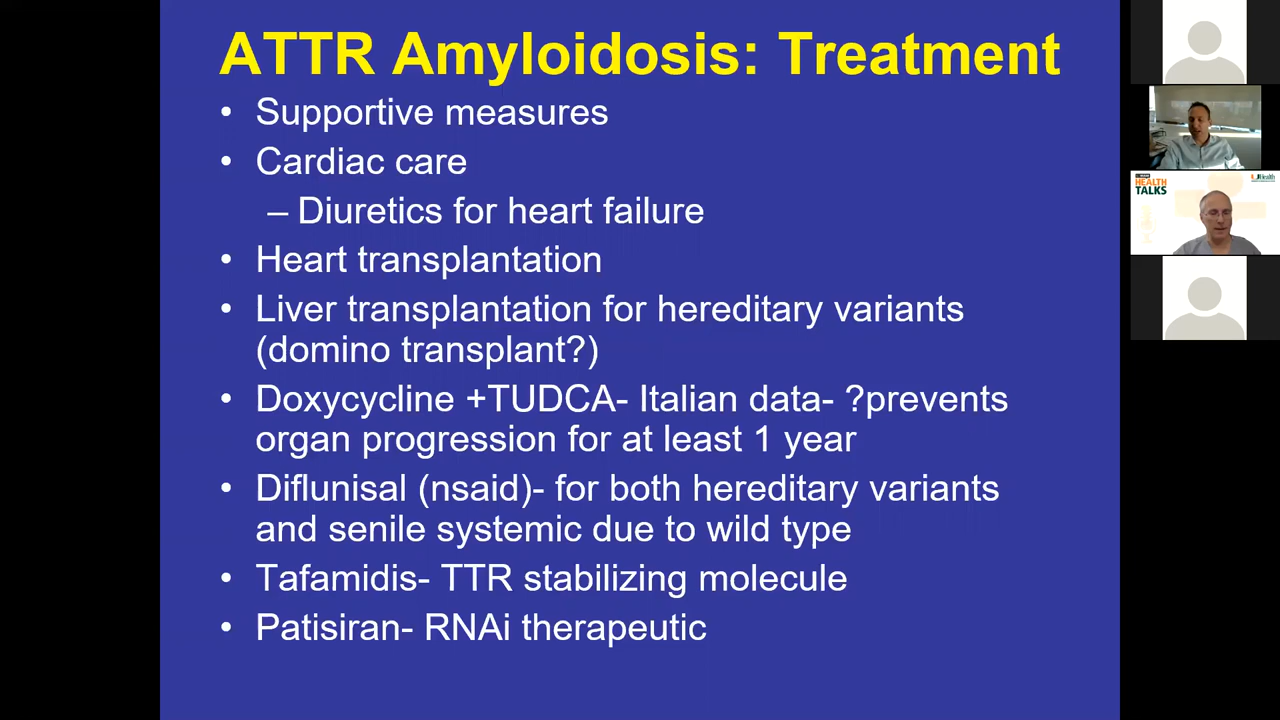 ATTR Amyloidosis: Treatment
• Supportive measures
• Cardiac care
– Diuretics for heart failure
• Heart transplantation
• Liver transplantation for hereditary variants
(domino transplant?)
• Doxycycline +TUDCA- Italian data- ?prevents
organ progression for at least 1 year
• Diflunisal (nsaid)- for both hereditary variants
and senile systemic due to wild type
• Tafamidis- TTR stabilizing molecule
• Patisiran- RNAi therapeutic
HEALTH
TALKS
UHealth